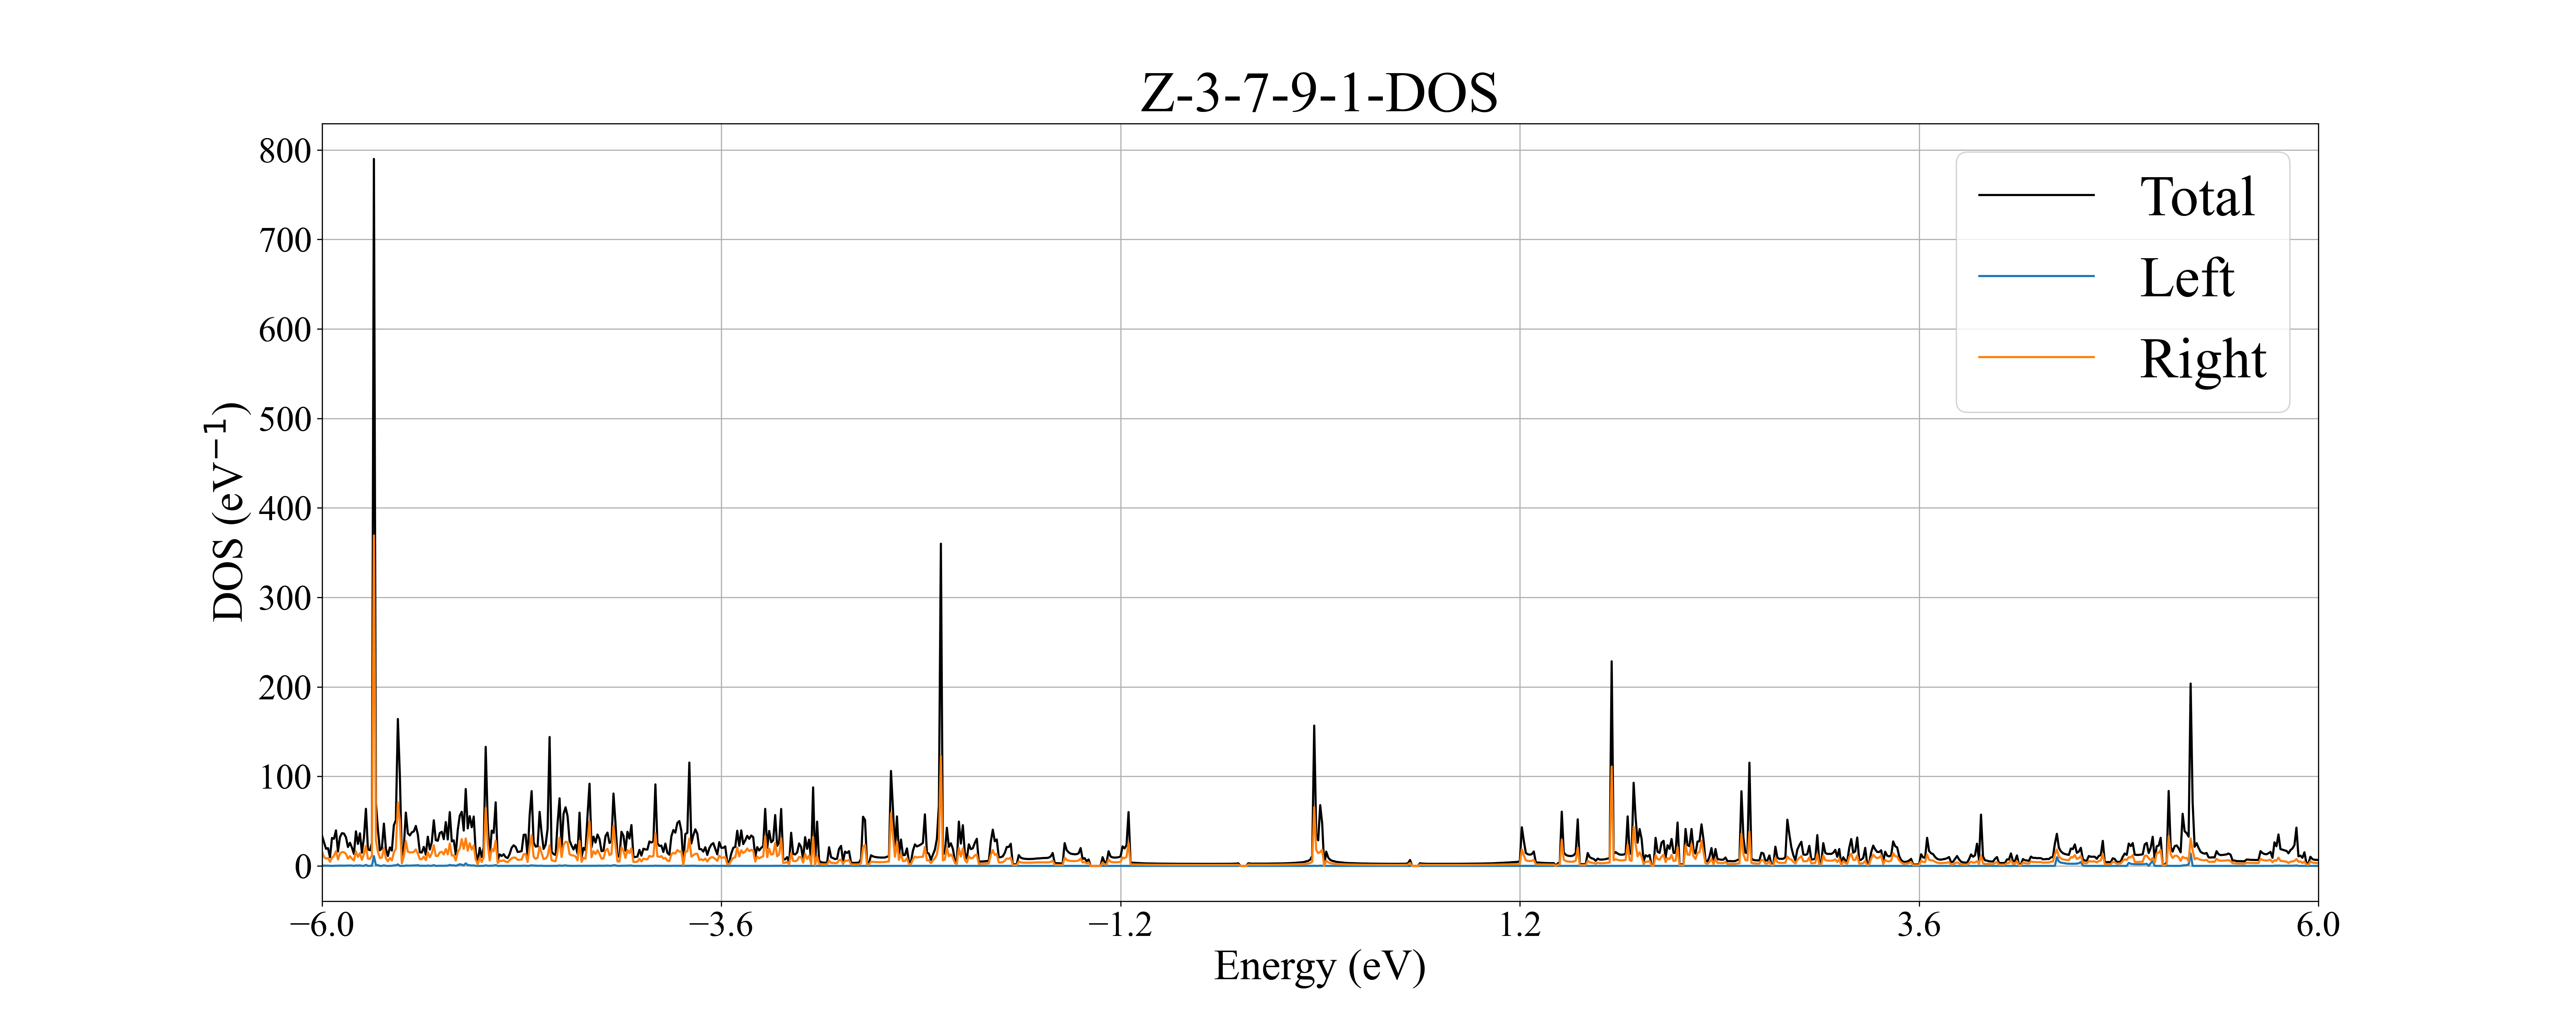 Z-3-7-9-1-DOS
800
700
600
500
400
300
200
100
0
DOS (eV⁻¹)
Total
Left
Right
−6.0 −3.6 −1.2 1.2 3.6 6.0
Energy (eV)